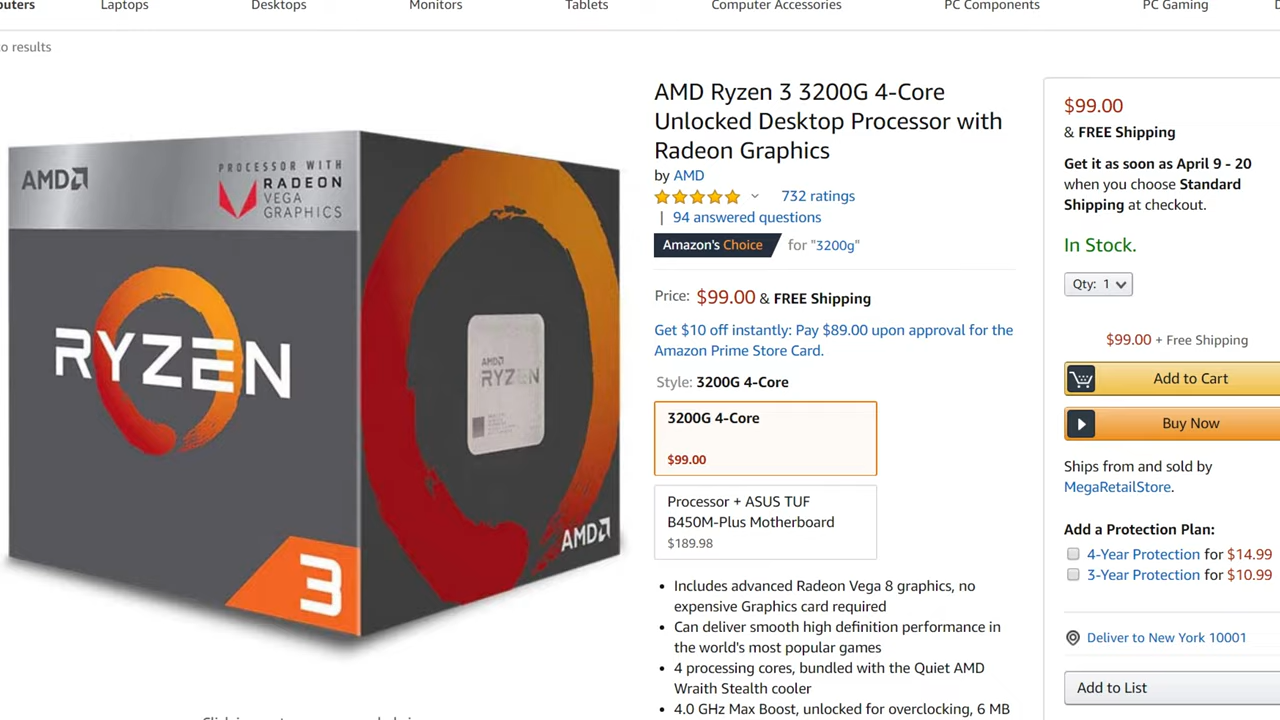 Laptops
Desktops
Monitors
Tablets
Computer Accessories
PC Components
PC Gaming
AMD
PROCESSOR WITH
RADEON
VEGA
GRAPHICS
RYZEN
3
AMD
RYZEN
AMD
AMD Ryzen 3 3200G 4-Core
Unlocked Desktop Processor with
Radeon Graphics
by AMD
732 ratings
| 94 answered questions
Amazon's Choice for "3200g"
Price: $99.00 & FREE Shipping
Get $10 off instantly: Pay $89.00 upon approval for the
Amazon Prime Store Card.
Style: 3200G 4-Core
3200G 4-Core
$99.00
Processor + ASUS TUF
B450M-Plus Motherboard
$189.98
• Includes advanced Radeon Vega 8 graphics, no
expensive Graphics card required
• Can deliver smooth high definition performance in
the world's most popular games
• 4 processing cores, bundled with the Quiet AMD
Wraith Stealth cooler
• 4.0 GHz Max Boost, unlocked for overclocking, 6 MB
$99.00
& FREE Shipping
Get it as soon as April 9 - 20
when you choose Standard
Shipping at checkout.
In Stock.
Qty: 1
$99.00 + Free Shipping
Add to Cart
Buy Now
Ships from and sold by
MegaRetailStore.
Add a Protection Plan:
4-Year Protection for $14.99
3-Year Protection for $10.99
Deliver to New York 10001
Add to List
results